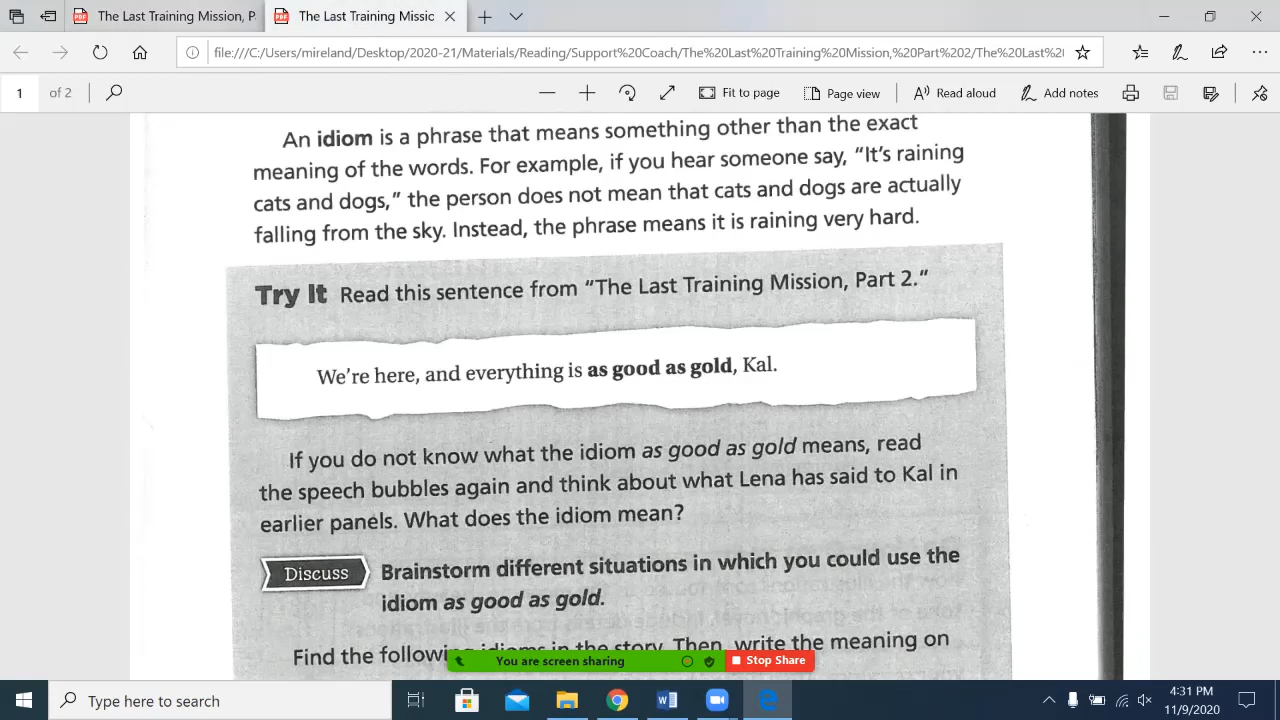 The Last Training Mission, P.
The Last Training Missic
file:///C:/Users/mireland/Desktop/2020-21/Materials/Reading/Support%20Coach/The%20Last%20Training%20Mission,%20Part%202/The%20Last%2
1 of 2
Fit to page
Page view
Read aloud
Add notes
An idiom is a phrase that means something other than the exact
meaning of the words. For example, if you hear someone say, “It’s raining
cats and dogs,” the person does not mean that cats and dogs are actually
falling from the sky. Instead, the phrase means it is raining very hard.
Try It Read this sentence from “The Last Training Mission, Part 2.“
We’re here, and everything is as good as gold, Kal.
If you do not know what the idiom as good as gold means, read
the speech bubbles again and think about what Lena has said to Kal in
earlier panels. What does the idiom mean?
Discuss Brainstorm different situations in which you could use the
idiom as good as gold.
Find the following idioms in the story. Then, write the meaning on
You are screen sharing
Stop Share
Type here to search
4:31 PM
11/9/2020